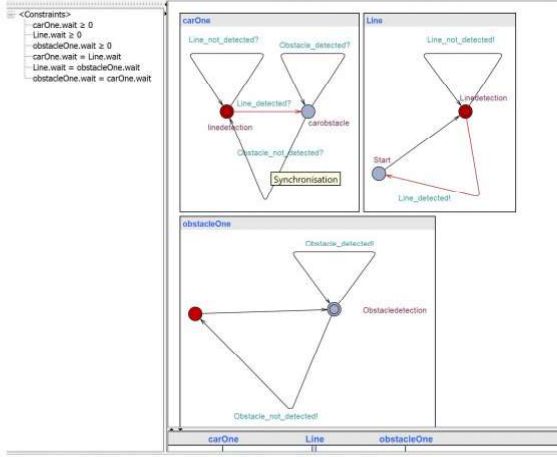 <Constraints>
carOne.wait ≥ 0
Line.wait ≥ 0
obstacleOne.wait ≥ 0
carOne.wait = Line.wait
Line.wait = obstacleOne.wait
obstacleOne.wait = carOne.wait
carOne
Line_not_detected?
Obstacle_detected?
Line_detected?
linedetection
carobstacle
Obstacle_not_detected?
Synchronisation
Line
Line_not_detected!
Linedetection
Start
Line_detected!
obstacleOne
Obstacle_detected!
Obstacledetection
Obstacle_not_detected!
carOne Line obstacleOne